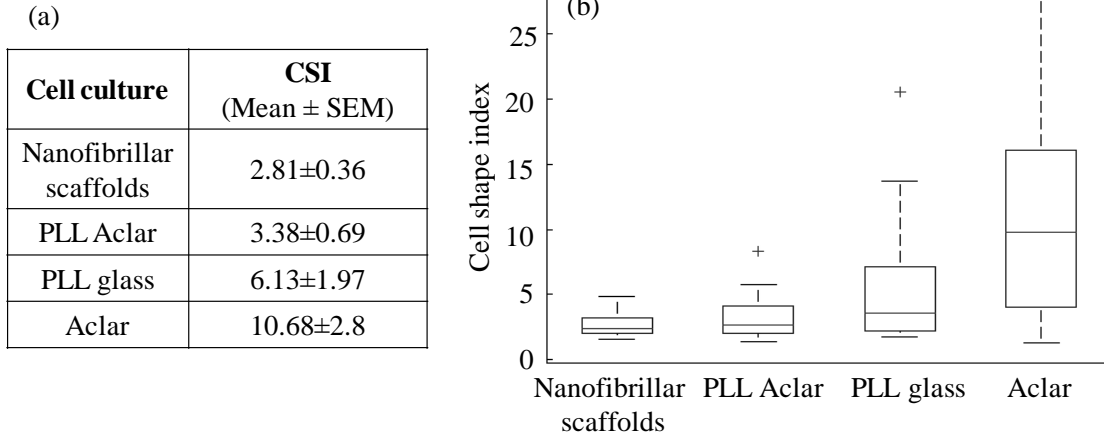 (a)
Cell culture
CSI
(Mean ± SEM)
Nanofibrillar
scaffolds
2.81±0.36
PLL Aclar
3.38±0.69
PLL glass
6.13±1.97
Aclar
10.68±2.8
(b)
Cell shape index
25
20
15
10
5
0
Nanofibrillar
scaffolds
PLL Aclar
PLL glass
Aclar